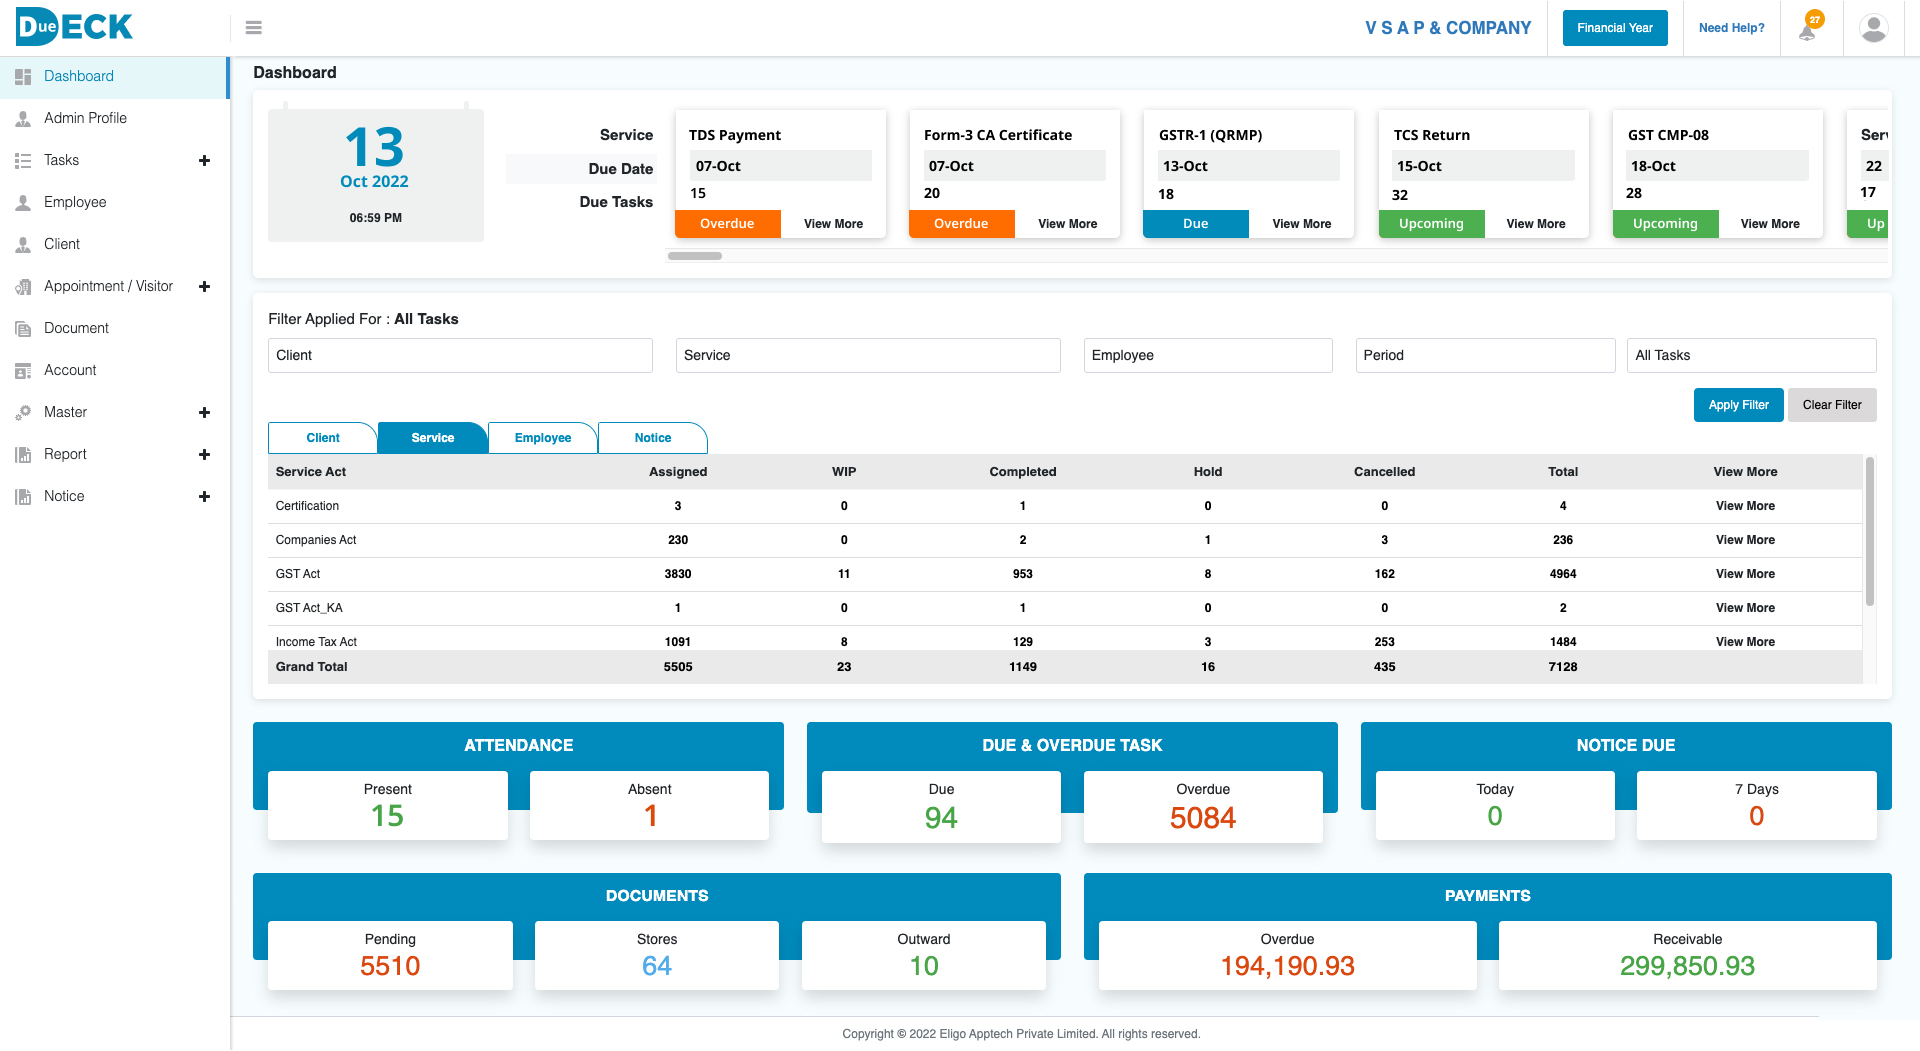 DueDECK
V S A P & COMPANY
Financial Year
Need Help?
27
Dashboard
Admin Profile
Tasks +
Employee
Client
Appointment / Visitor +
Document
Account
Master +
Report +
Notice +
Dashboard
13
Oct 2022
06:59 PM
Service
Due Date
Due Tasks
TDS Payment
07-Oct
15
Overdue View More
Form-3 CA Certificate
07-Oct
20
Overdue View More
GSTR-1 (QRMP)
13-Oct
18
Due View More
TCS Return
15-Oct
32
Upcoming View More
GST CMP-08
18-Oct
28
Upcoming View More
Serv
22
17
Up
Filter Applied For : All Tasks
Client Service Employee Period All Tasks
Apply Filter Clear Filter
Client Service Employee Notice
Service Act Assigned WIP Completed Hold Cancelled Total View More
Certification 3 0 1 0 0 4 View More
Companies Act 230 0 2 1 3 236 View More
GST Act 3830 11 953 8 162 4964 View More
GST Act_KA 1 0 1 0 0 2 View More
Income Tax Act 1091 8 129 3 253 1484 View More
Grand Total 5505 23 1149 16 435 7128
ATTENDANCE
Present Absent
15 1
DUE & OVERDUE TASK
Due Overdue
94 5084
NOTICE DUE
Today 7 Days
0 0
DOCUMENTS
Pending Stores Outward
5510 64 10
PAYMENTS
Overdue Receivable
194,190.93 299,850.93
Copyright © 2022 Eligo Apptech Private Limited. All rights reserved.